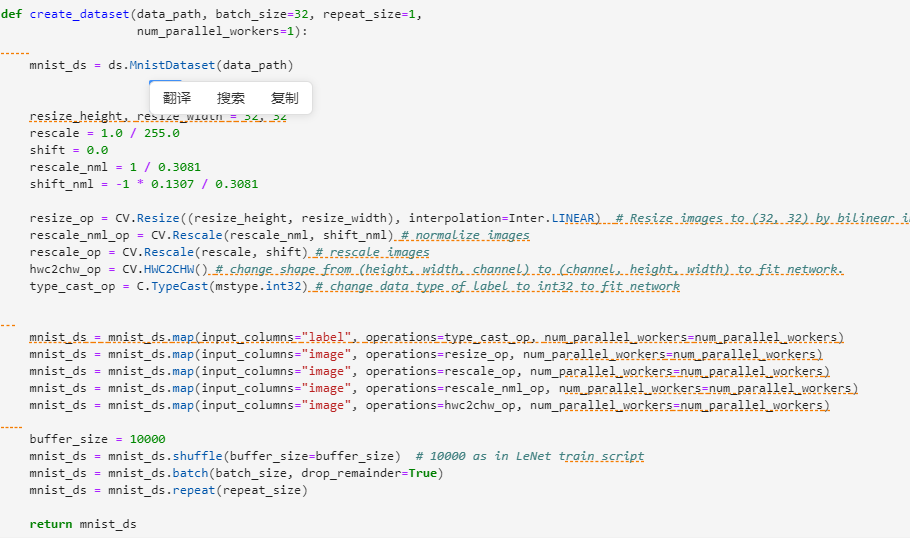 def create_dataset(data_path, batch_size=32, repeat_size=1,
                   num_parallel_workers=1):
    mnist_ds = ds.MnistDataset(data_path)
翻译 搜索 复制
    resize_height, resize_width = 32, 32
    rescale = 1.0 / 255.0
    shift = 0.0
    rescale_nml = 1 / 0.3081
    shift_nml = -1 * 0.1307 / 0.3081
    resize_op = CV.Resize((resize_height, resize_width), interpolation=Inter.LINEAR)  # Resize images to (32, 32) by bilinear
    rescale_nml_op = CV.Rescale(rescale_nml, shift_nml) # normalize images
    rescale_op = CV.Rescale(rescale, shift) # rescale images
    hwc2chw_op = CV.HWC2CHW() # change shape from (height, width, channel) to (channel, height, width) to fit network.
    type_cast_op = C.TypeCast(mstype.int32) # change data type of label to int32 to fit network
    mnist_ds = mnist_ds.map(input_columns="label", operations=type_cast_op, num_parallel_workers=num_parallel_workers)
    mnist_ds = mnist_ds.map(input_columns="image", operations=resize_op, num_parallel_workers=num_parallel_workers)
    mnist_ds = mnist_ds.map(input_columns="image", operations=rescale_op, num_parallel_workers=num_parallel_workers)
    mnist_ds = mnist_ds.map(input_columns="image", operations=rescale_nml_op, num_parallel_workers=num_parallel_workers)
    mnist_ds = mnist_ds.map(input_columns="image", operations=hwc2chw_op, num_parallel_workers=num_parallel_workers)
    buffer_size = 10000
    mnist_ds = mnist_ds.shuffle(buffer_size=buffer_size)  # 10000 as in LeNet train script
    mnist_ds = mnist_ds.batch(batch_size, drop_remainder=True)
    mnist_ds = mnist_ds.repeat(repeat_size)
    return mnist_ds